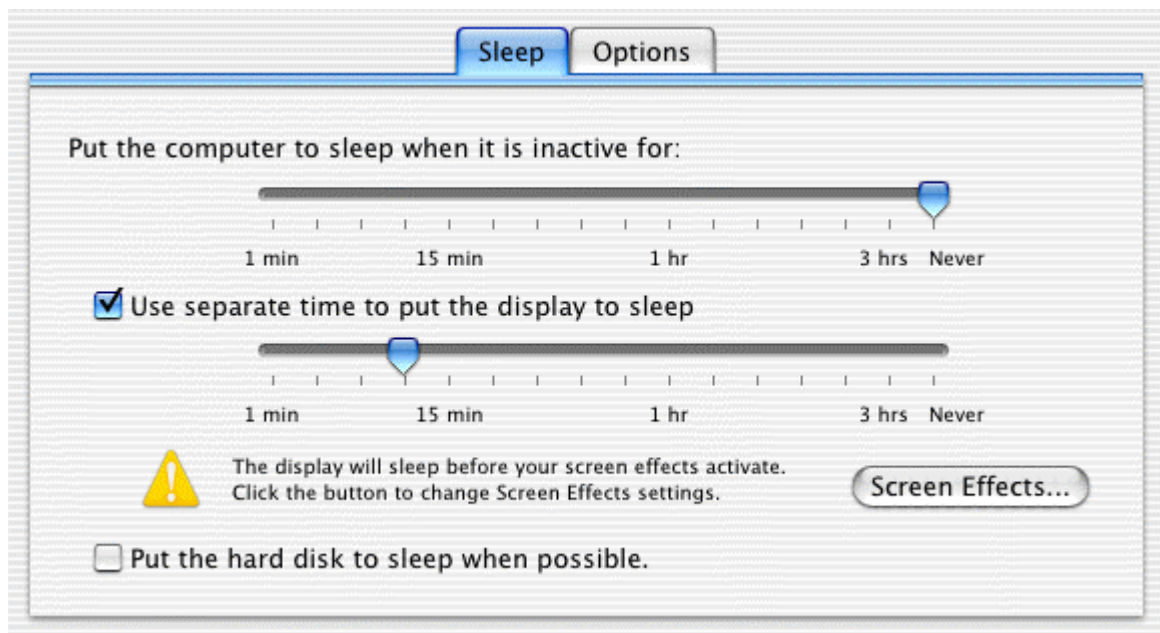 Sleep Options
Put the computer to sleep when it is inactive for:
1 min 15 min 1 hr 3 hrs Never
Use separate time to put the display to sleep
1 min 15 min 1 hr 3 hrs Never
The display will sleep before your screen effects activate.
Click the button to change Screen Effects settings.
Screen Effects...
Put the hard disk to sleep when possible.